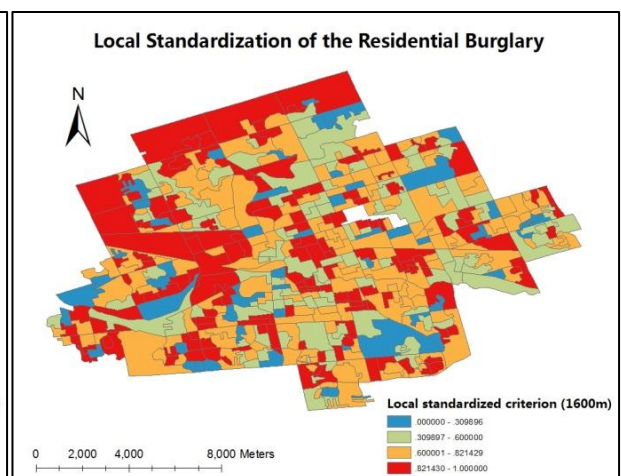 Local Standardization of the Residential Burglary
N
Local standardized criterion (1600m)
.000000 - .309896
.309897 - .600000
.600001 - .821429
.821430 - 1.000000
0 2,000 4,000 8,000 Meters